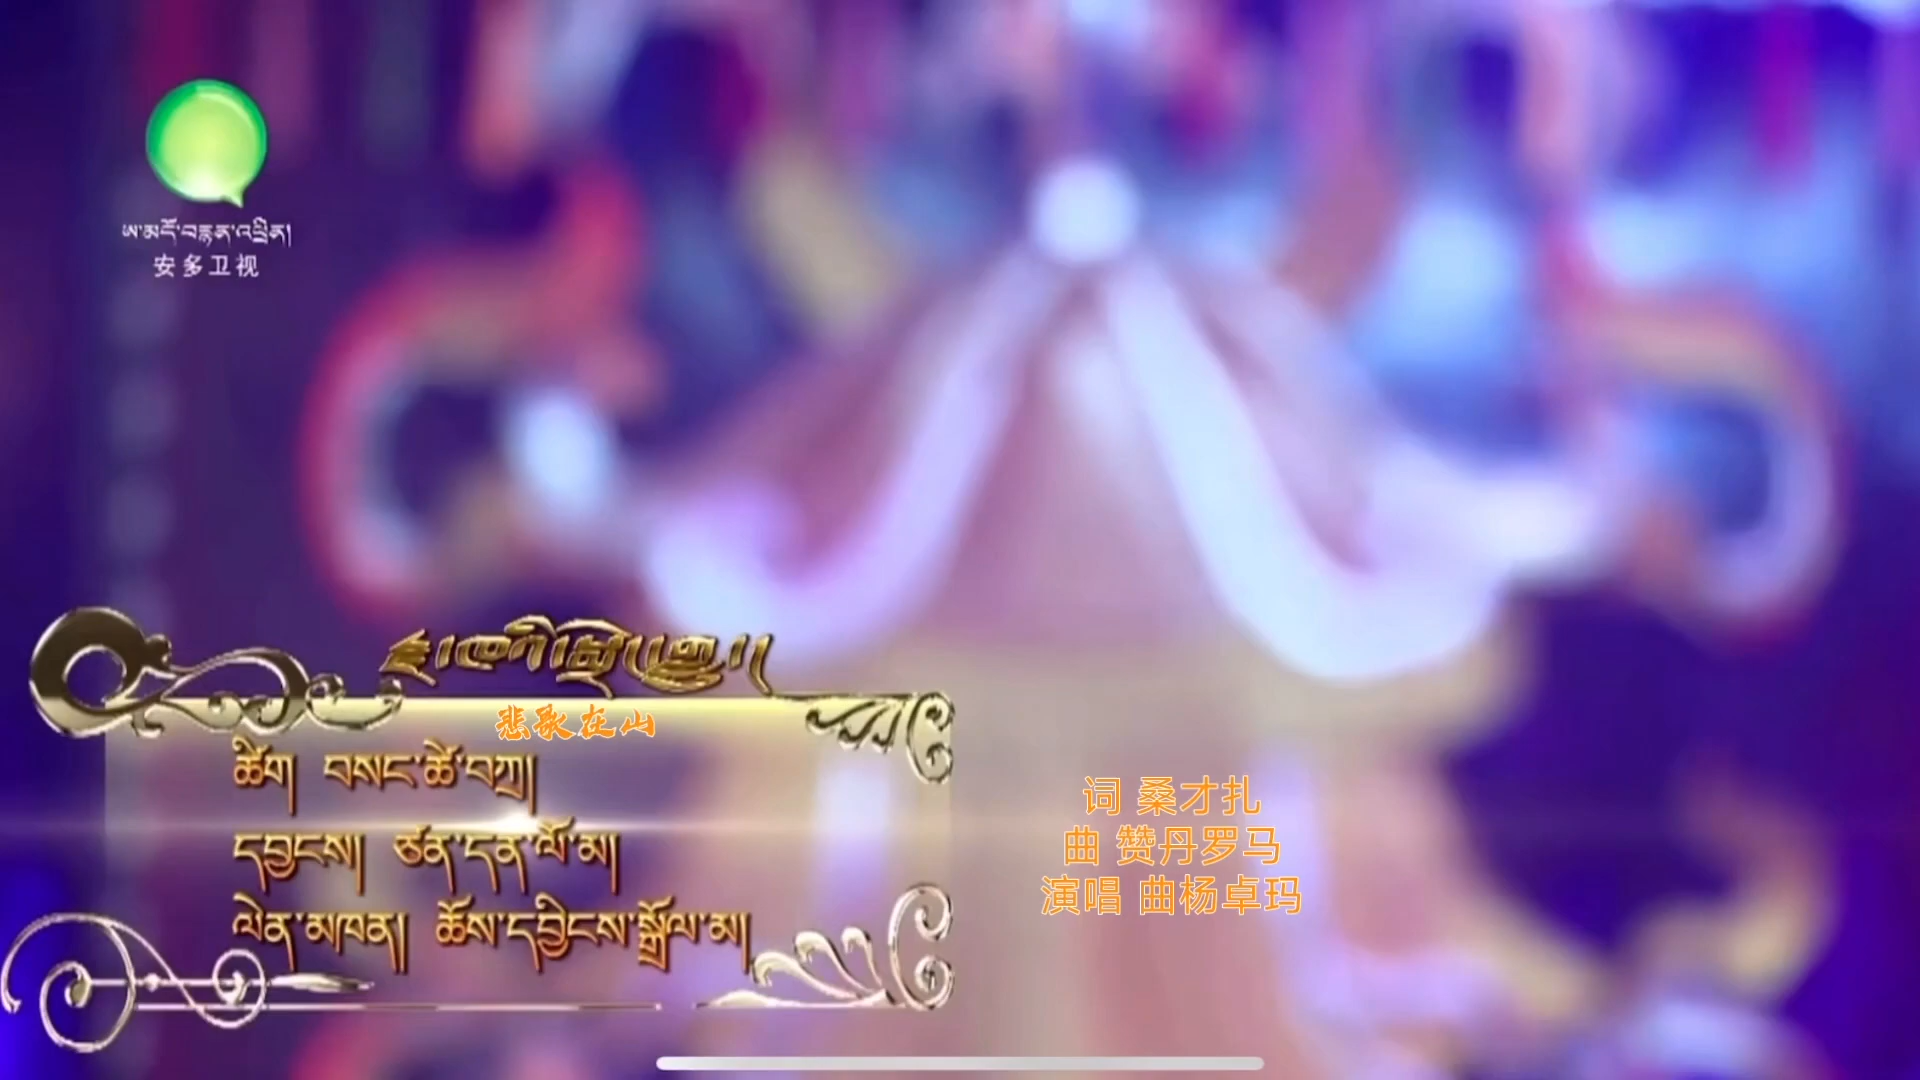 ཨ་མདོ་བརྙན་འཕྲིན།
安多卫视
悲歌在山
ཚིག། བསང་ཚེ་བཀྲ།
དབྱངས། ཙན་དན་ལོ་མ།
ལེན་མཁན། ཆོས་དབྱིངས་སྒྲོལ་མ།
词 桑才扎
曲 赞丹罗马
演唱 曲杨卓玛